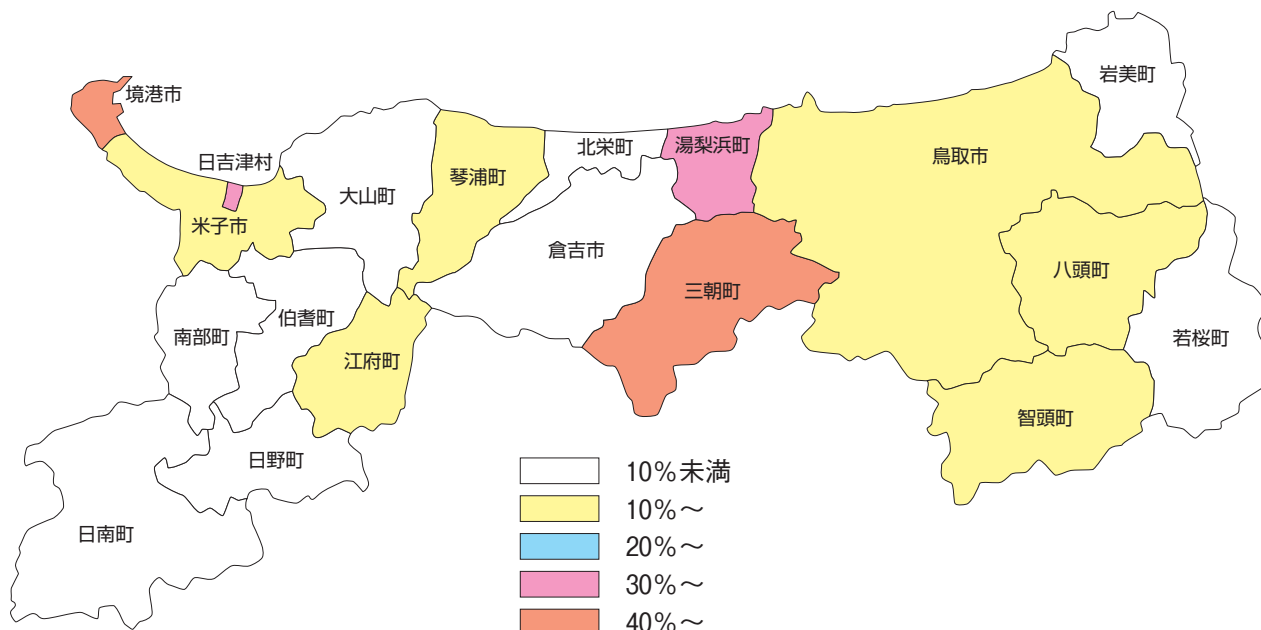 岩美町
境港市
日吉津村
北栄町
湯梨浜町
鳥取市
大山町
琴浦町
米子市
倉吉市
八頭町
三朝町
伯耆町
南部町
若桜町
江府町
智頭町
日野町
日南町
10%未満
10%～
20%～
30%～
40%～